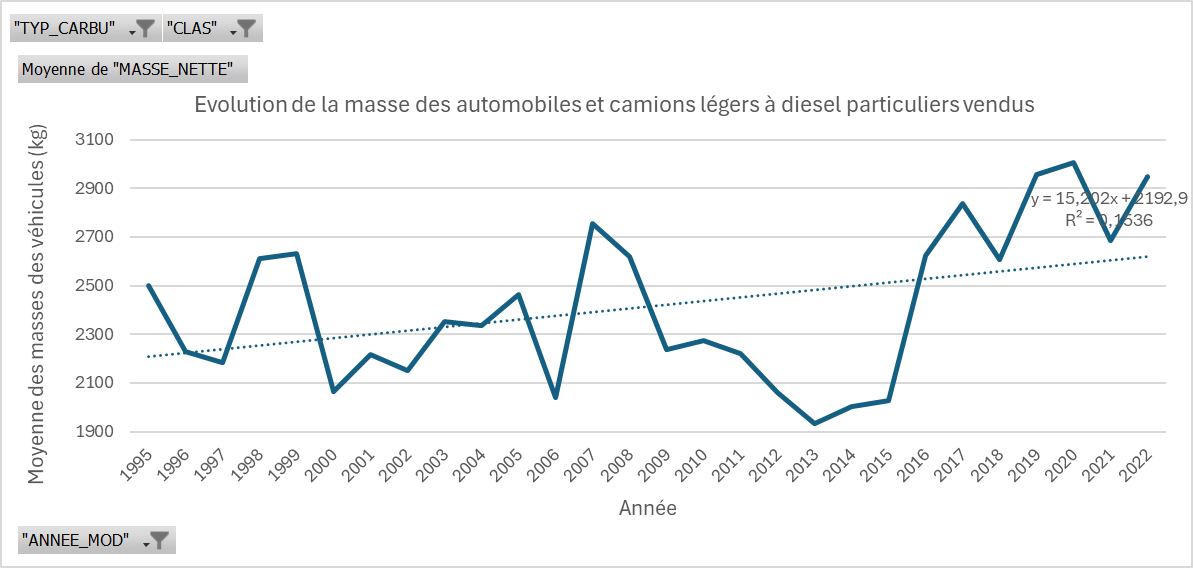 "TYP_CARBU" "CLAS"
Moyenne de "MASSE_NETTE"
Evolution de la masse des automobiles et camions légers à diesel particuliers vendus
Moyenne des masses des véhicules (kg)
3100
2900
2700
2500
2300
2100
1900
y = 15,202x + 2192,9
R² = 0,1536
1995 1996 1997 1998 1999 2000 2001 2002 2003 2004 2005 2006 2007 2008 2009 2010 2011 2012 2013 2014 2015 2016 2017 2018 2019 2020 2021 2022
Année
"ANNEE_MOD"